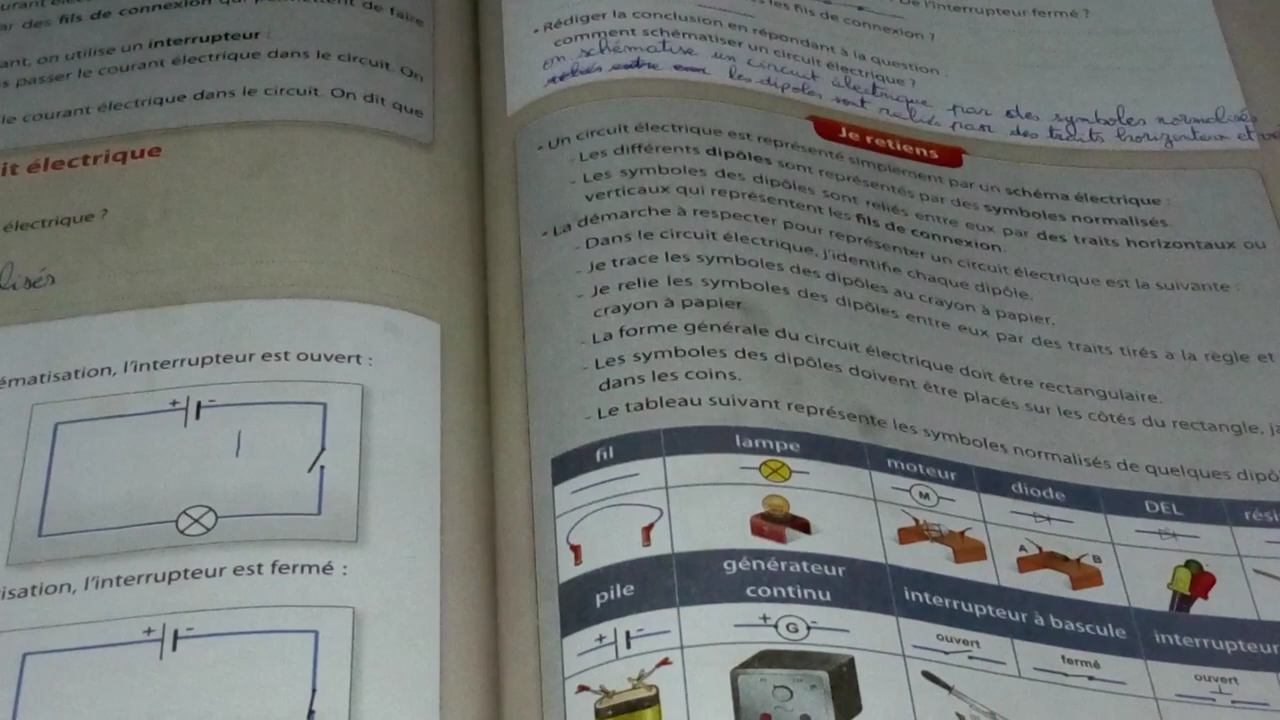 ar des fils de connexion
de faire
ant, on utilise un interrupteur :
s passer le courant électrique dans le circuit. On
le courant électrique dans le circuit. On dit que
it électrique
électrique ?
lisés
ématisation, l'interrupteur est ouvert :
+ -
isation, l'interrupteur est fermé :
+ -
l'interrupteur fermé ?
les fils de connexion ?
• Rédiger la conclusion en répondant à la question
comment schématiser un circuit électrique ?
on schématise un circuit électrique par des symboles normalisés
les dipoles sont reliés par des traits horizontaux et
Je retiens
• Un circuit électrique est représenté simplement par un schéma électrique :
- Les différents dipôles sont représentés par des symboles normalisés.
- Les symboles des dipôles sont reliés entre eux par des traits horizontaux ou
verticaux qui représentent les fils de connexion.
• La démarche à respecter pour représenter un circuit électrique est la suivante :
- Dans le circuit électrique, j'identifie chaque dipôle.
- Je trace les symboles des dipôles au crayon à papier.
- Je relie les symboles des dipôles entre eux par des traits tirés à la règle et
crayon à papier.
- La forme générale du circuit électrique doit être rectangulaire.
- Les symboles des dipôles doivent être placés sur les côtés du rectangle, ja
dans les coins.
- Le tableau suivant représente les symboles normalisés de quelques dipô
fil lampe moteur diode DEL rési
M
A B
pile générateur continu interrupteur à bascule interrupteur
+ - + G - ouvert fermé ouvert